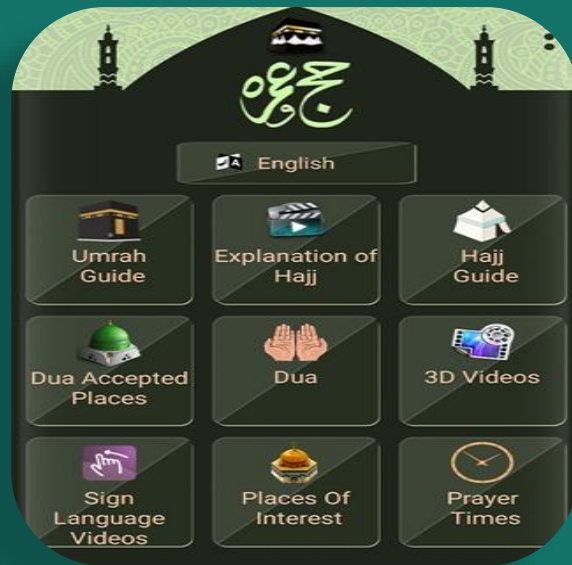 حج و عمرہ
English
Umrah
Guide
Explanation of
Hajj
Hajj
Guide
Dua Accepted
Places
Dua
3D Videos
Sign
Language
Videos
Places Of
Interest
Prayer
Times